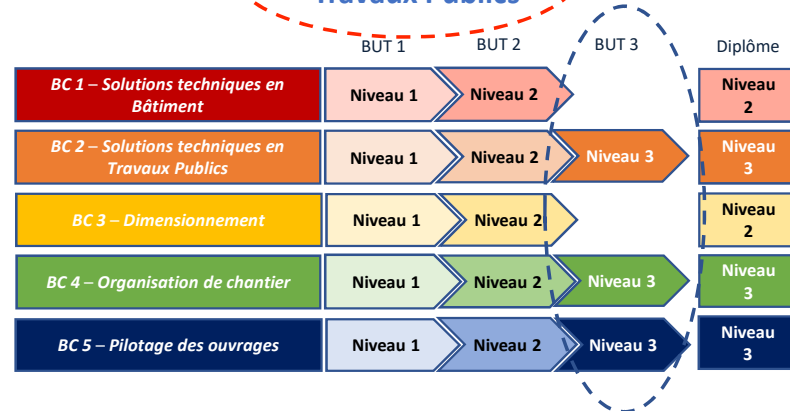 Travaux Publics
BUT 1 BUT 2 BUT 3 Diplôme
BC 1 – Solutions techniques en
Bâtiment
Niveau 1 Niveau 2 Niveau
2
BC 2 – Solutions techniques en
Travaux Publics
Niveau 1 Niveau 2 Niveau 3 Niveau
3
BC 3 – Dimensionnement
Niveau 1 Niveau 2 Niveau
2
BC 4 – Organisation de chantier
Niveau 1 Niveau 2 Niveau 3 Niveau
3
BC 5 – Pilotage des ouvrages
Niveau 1 Niveau 2 Niveau 3 Niveau
3